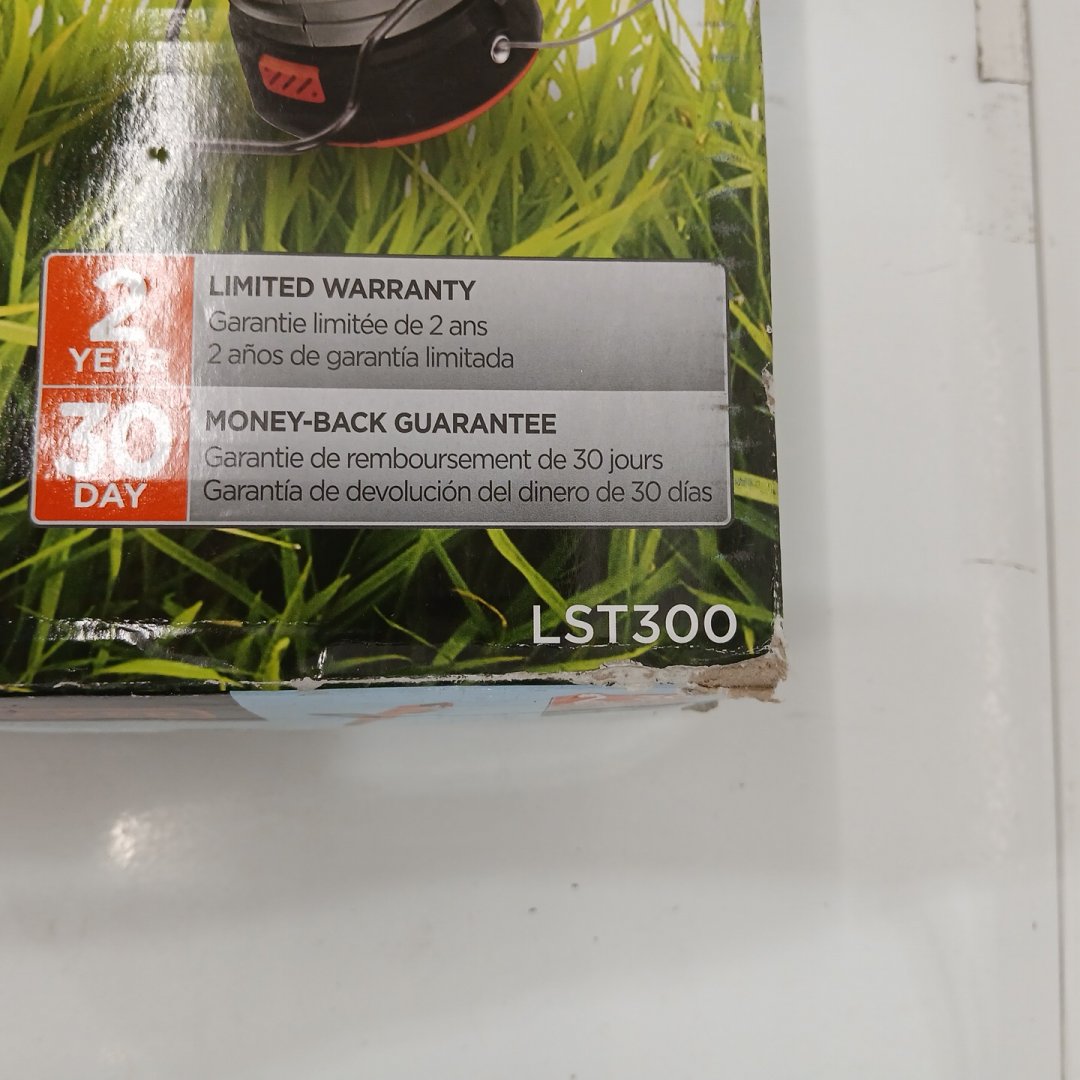 2
YEAR
LIMITED WARRANTY
Garantie limitée de 2 ans
2 años de garantía limitada
30
DAY
MONEY-BACK GUARANTEE
Garantie de remboursement de 30 jours
Garantía de devolución del dinero de 30 días
LST300